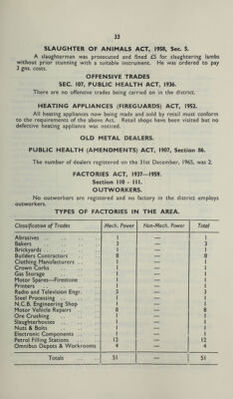 33
SLAUGHTER OF ANIMALS ACT, 1958, Sec. 5.
A slaughterman was prosecuted and fined £5 for slaughtering lambs
without prior stunning with a suitable instrument. He was ordered to pay
3 gns. costs.
OFFENSIVE TRADES
SEC. 107, PUBLIC HEALTH ACT, 1936.
There are no offensive trades being carried on in the district.
HEATING APPLIANCES (FIREGUARDS) ACT, 1952.
All heating appliances now being made and sold by retail must conform
to the requirements of the above Act. Retail shops have been visited but no
defective heating appliance was noticed.
OLD METAL DEALERS.
PUBLIC HEALTH (AMENDMENTS) ACT, 1907, Section 86.
The number of dealers registered on the 31st December, 1965, was 2.
FACTORIES ACT, 1937—1959.
Section 110 - 111.
OUTWORKERS.
No outworkers are registered and no factory in the district employs
outworkers.
TYPES OF FACTORIES IN THE AREA.
Classification of Trades Mech. Power Non-Mech. Power Total
Abrasives .. 1 — 1
Bakers .. 3 — 3
Brickyards .. 1 — 1
Builders Contractors .. 8 — 8
Clothing Manufacturers .. 1 — 1
Crown Corks .. 1 — 1
Gas Storage .. 1 — 1
Motor Spares—Firestone 1 — 1
Printers .. 1 — 1
Radio and Television Engr. 3 — 3
Steel Processing .. 1 — 1
N.C.B. Engineering Shop 1 — 1
Motor Vehicle Repairs .. 8 — 8
Ore Crushing .. 1 — 1
Slaughterhouses .. 1 — 1
Nuts & Bolts .. 1 — 1
Electronic Components .. 1 — 1
Petrol Filling Stations .. 12 — 12
Omnibus Depots & Workrooms 4 — 4
Totals 51 — 51